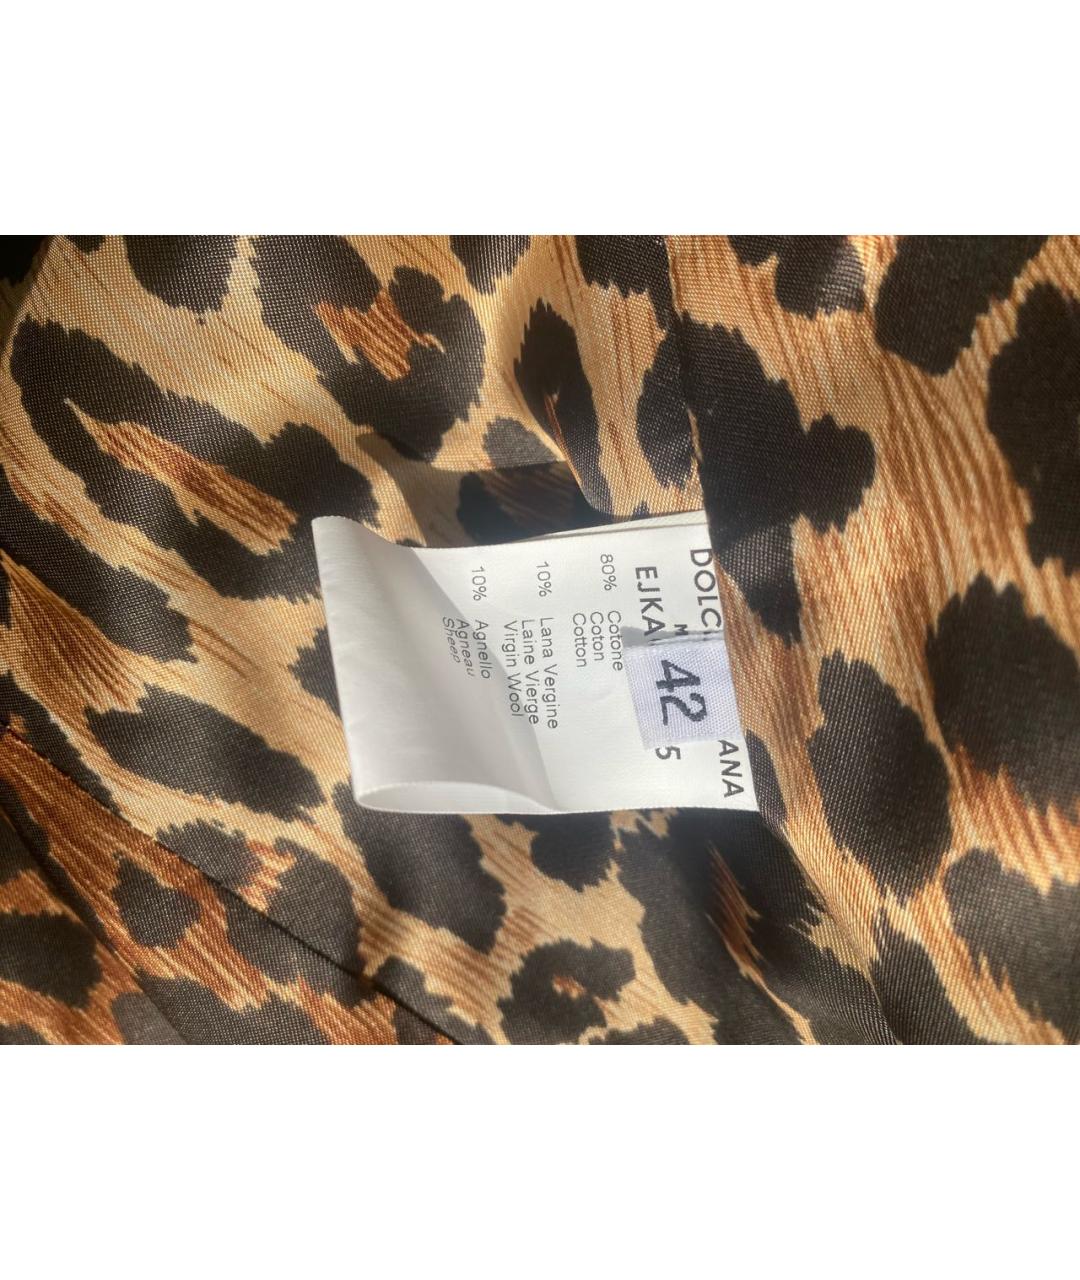 DOLC ANA
EJKA 5
M
42
80% Cotone
Coton
Cotton
10% Lana Vergine
Laine Vierge
Virgin Wool
10% Agnello
Agneau
Sheep